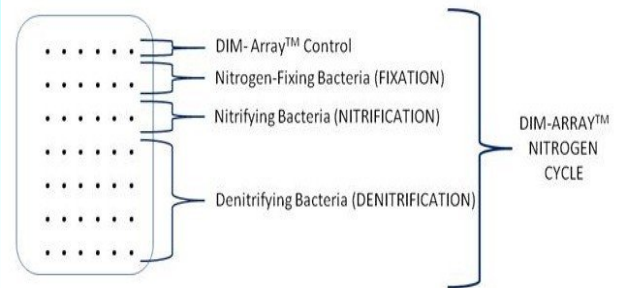 DIM- Array™ Control
Nitrogen-Fixing Bacteria (FIXATION)
Nitrifying Bacteria (NITRIFICATION)
Denitrifying Bacteria (DENITRIFICATION)
DIM-ARRAY™
NITROGEN
CYCLE